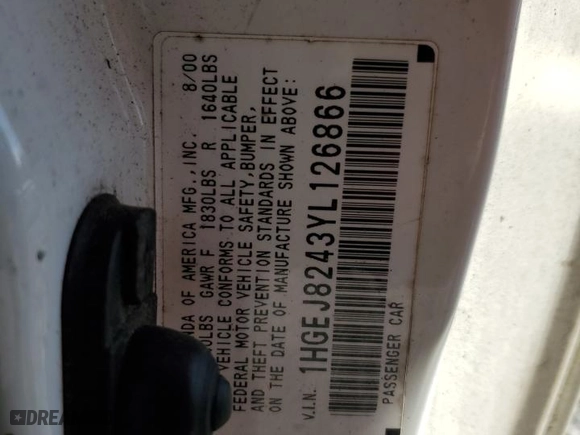 NDA OF AMERICA MFG.,INC. 8/00
LBS GAWR F 1830LBS R 1640LBS
VEHICLE CONFORMS TO ALL APPLICABLE
FEDERAL MOTOR VEHICLE SAFETY,BUMPER,
AND THEFT PREVENTION STANDARDS IN EFFECT
ON THE DATE OF MANUFACTURE SHOWN ABOVE:
V.I.N. 1HGEJ8243YL126866
PASSENGER CAR
DREAM